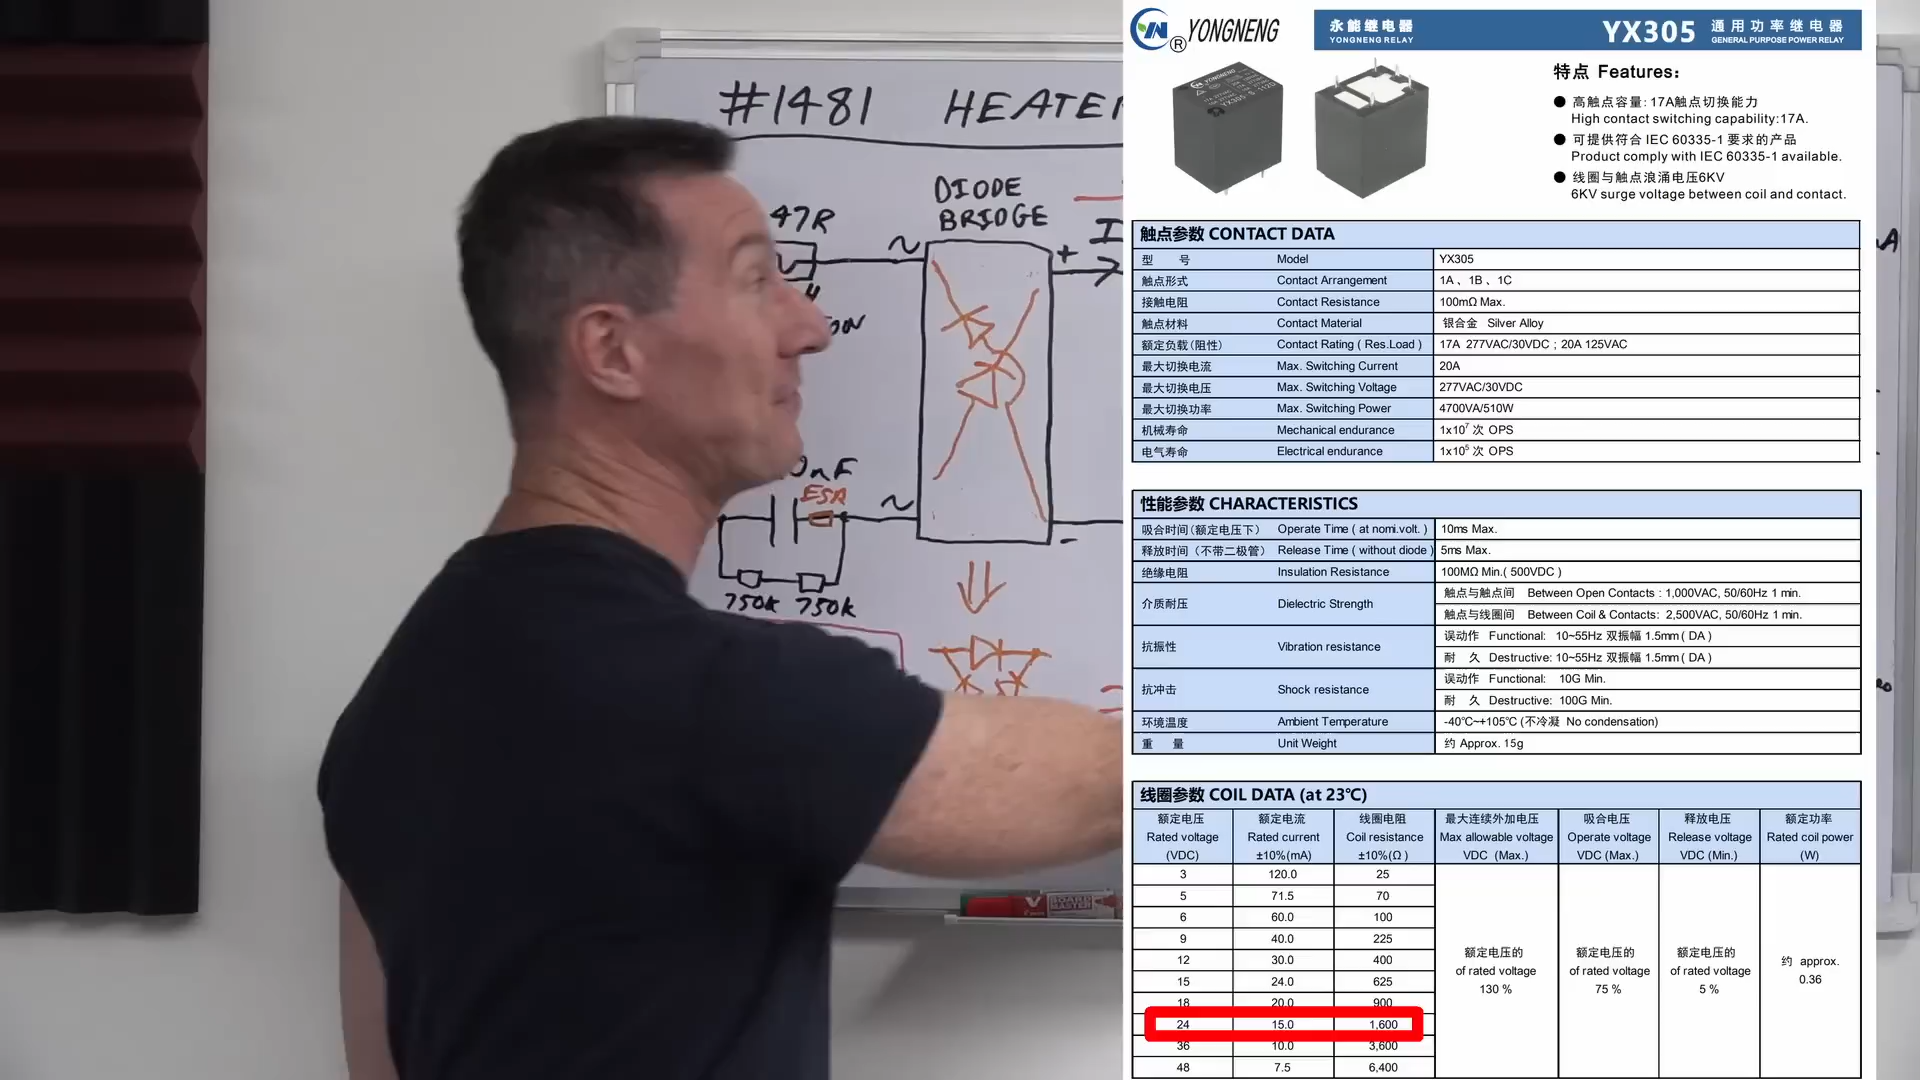 #1481 HEATE
47R
DIODE
BRIDGE
~
+
I
ESR
~
-
750k 750k
YONGNENG
永能继电器
YONGNENG RELAY
YX305 通用功率继电器
GENERAL PURPOSE POWER RELAY
特点 Features:
● 高触点容量: 17A触点切换能力
High contact switching capability:17A.
● 可提供符合 IEC 60335-1 要求的产品
Product comply with IEC 60335-1 available.
● 线圈与触点浪涌电压6KV
6KV surge voltage between coil and contact.
触点参数 CONTACT DATA
型 号 Model YX305
触点形式 Contact Arrangement 1A 、1B 、1C
接触电阻 Contact Resistance 100mΩ Max.
触点材料 Contact Material 银合金 Silver Alloy
额定负载(阻性) Contact Rating ( Res.Load ) 17A 277VAC/30VDC ; 20A 125VAC
最大切换电流 Max. Switching Current 20A
最大切换电压 Max. Switching Voltage 277VAC/30VDC
最大切换功率 Max. Switching Power 4700VA/510W
机械寿命 Mechanical endurance 1x10⁷ 次 OPS
电气寿命 Electrical endurance 1x10⁵ 次 OPS
性能参数 CHARACTERISTICS
吸合时间(额定电压下) Operate Time ( at nomi.volt. ) 10ms Max.
释放时间 (不带二极管) Release Time ( without diode ) 5ms Max.
绝缘电阻 Insulation Resistance 100MΩ Min.( 500VDC )
介质耐压 Dielectric Strength 触点与触点间 Between Open Contacts : 1,000VAC, 50/60Hz 1 min.
触点与线圈间 Between Coil & Contacts: 2,500VAC, 50/60Hz 1 min.
抗振性 Vibration resistance 误动作 Functional: 10~55Hz 双振幅 1.5mm ( DA )
耐 久 Destructive: 10~55Hz 双振幅 1.5mm ( DA )
抗冲击 Shock resistance 误动作 Functional: 10G Min.
耐 久 Destructive: 100G Min.
环境温度 Ambient Temperature -40℃~+105℃ (不冷凝 No condensation)
重 量 Unit Weight 约 Approx. 15g
线圈参数 COIL DATA (at 23℃)
额定电压 额定电流 线圈电阻 最大连续外加电压 吸合电压 释放电压 额定功率
Rated voltage Rated current Coil resistance Max allowable voltage Operate voltage Release voltage Rated coil power
(VDC) ±10%(mA) ±10%(Ω ) VDC (Max.) VDC (Max.) VDC (Min.) (W)
3 120.0 25
5 71.5 70
6 60.0 100
9 40.0 225
12 30.0 400
15 24.0 625
18 20.0 900
24 15.0 1,600
36 10.0 3,600
48 7.5 6,400
额定电压的 额定电压的 额定电压的 约 approx.
of rated voltage of rated voltage of rated voltage 0.36
130 % 75 % 5 %